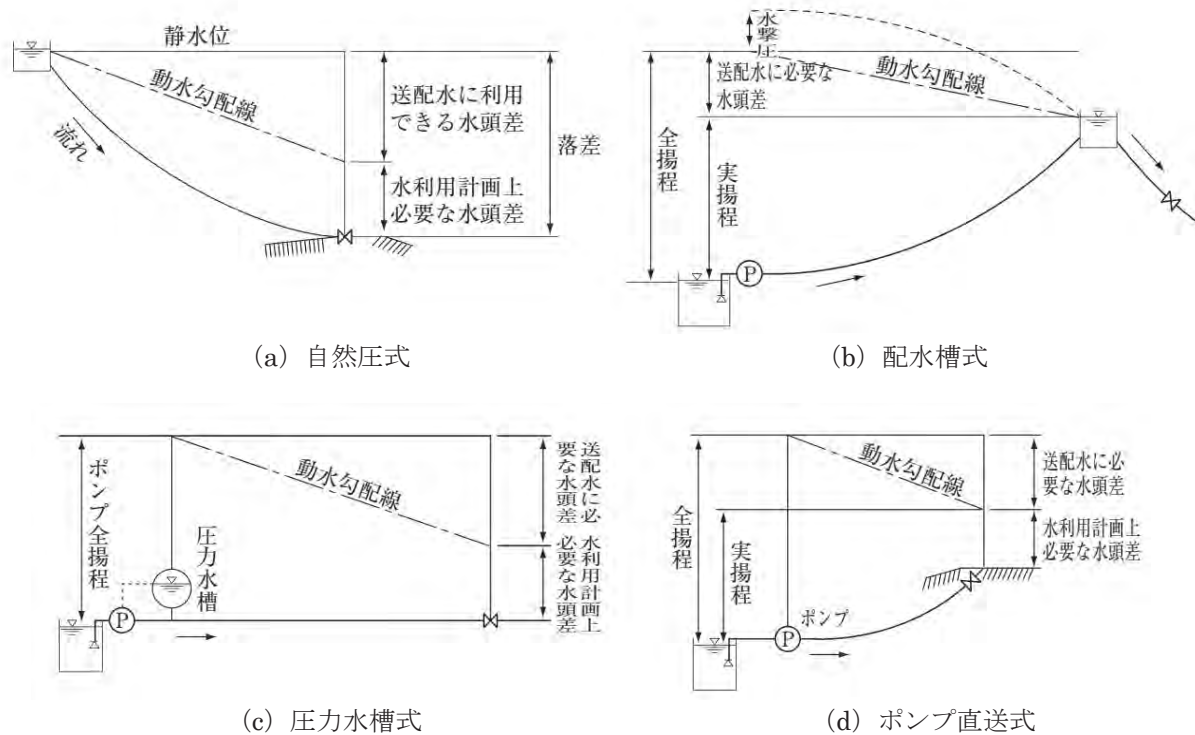 静水位
動水勾配線
流れ
送配水に利用
できる水頭差
水利用計画上
必要な水頭差
落差
(a) 自然圧式
水撃圧
送配水に必要な
水頭差
動水勾配線
全揚程
実揚程
P
(b) 配水槽式
ポンプ全揚程
圧力水槽
P
動水勾配線
送配水に必
要な水頭差
水利用計画上
必要な水頭差
(c) 圧力水槽式
全揚程
実揚程
動水勾配線
P
ポンプ
送配水に必
要な水頭差
水利用計画上
必要な水頭差
(d) ポンプ直送式